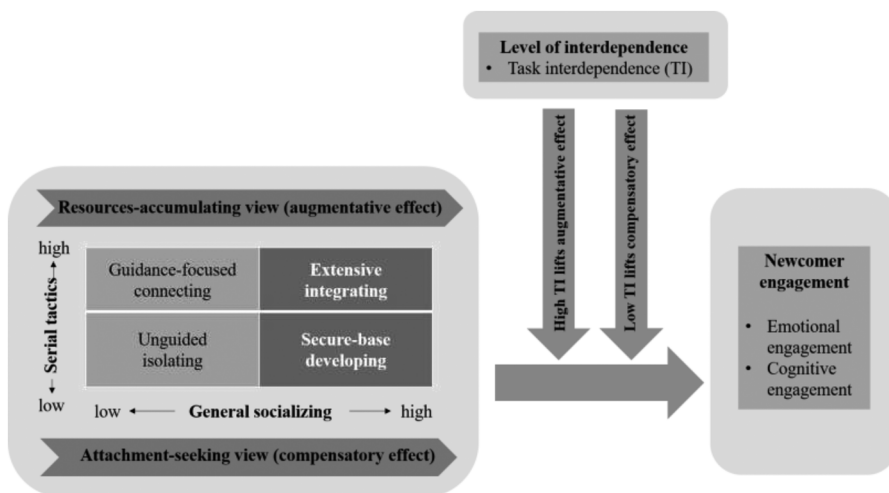 Level of interdependence
• Task interdependence (TI)
High TI lifts augmentative effect
Low TI lifts compensatory effect
Resources-accumulating view (augmentative effect)
high
Serial tactics
low
Guidance-focused
connecting
Extensive
integrating
Unguided
isolating
Secure-base
developing
low
General socializing
high
Attachment-seeking view (compensatory effect)
Newcomer
engagement
• Emotional
engagement
• Cognitive
engagement